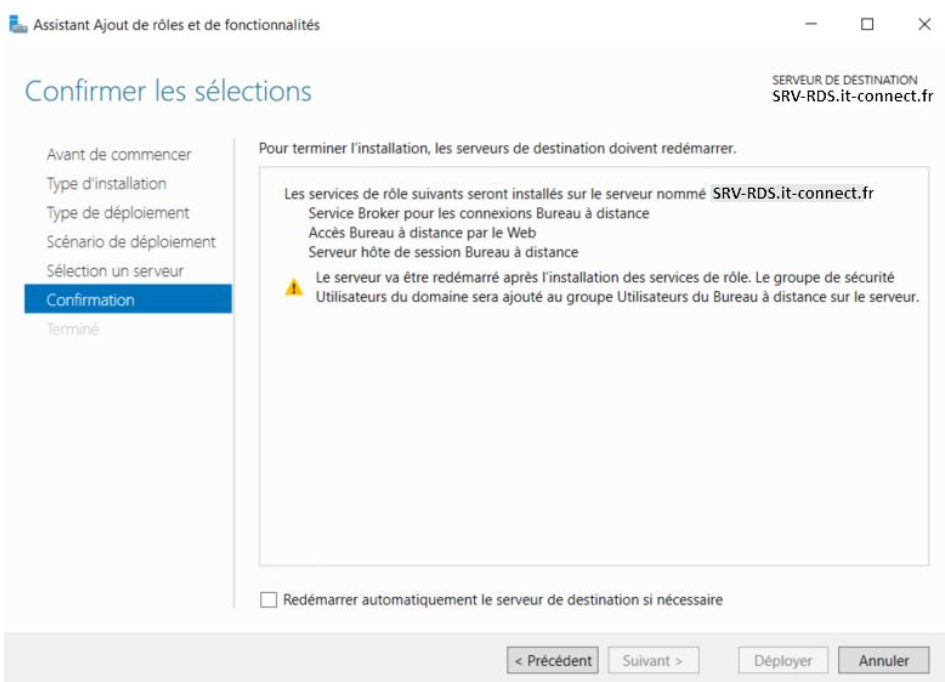 Assistant Ajout de rôles et de fonctionnalités
Confirmer les sélections
SERVEUR DE DESTINATION
SRV-RDS.it-connect.fr
Avant de commencer
Type d'installation
Type de déploiement
Scénario de déploiement
Sélection un serveur
Confirmation
Terminé
Pour terminer l'installation, les serveurs de destination doivent redémarrer.
Les services de rôle suivants seront installés sur le serveur nommé SRV-RDS.it-connect.fr
Service Broker pour les connexions Bureau à distance
Accès Bureau à distance par le Web
Serveur hôte de session Bureau à distance
Le serveur va être redémarré après l'installation des services de rôle. Le groupe de sécurité
Utilisateurs du domaine sera ajouté au groupe Utilisateurs du Bureau à distance sur le serveur.
Redémarrer automatiquement le serveur de destination si nécessaire
< Précédent
Suivant >
Déployer
Annuler